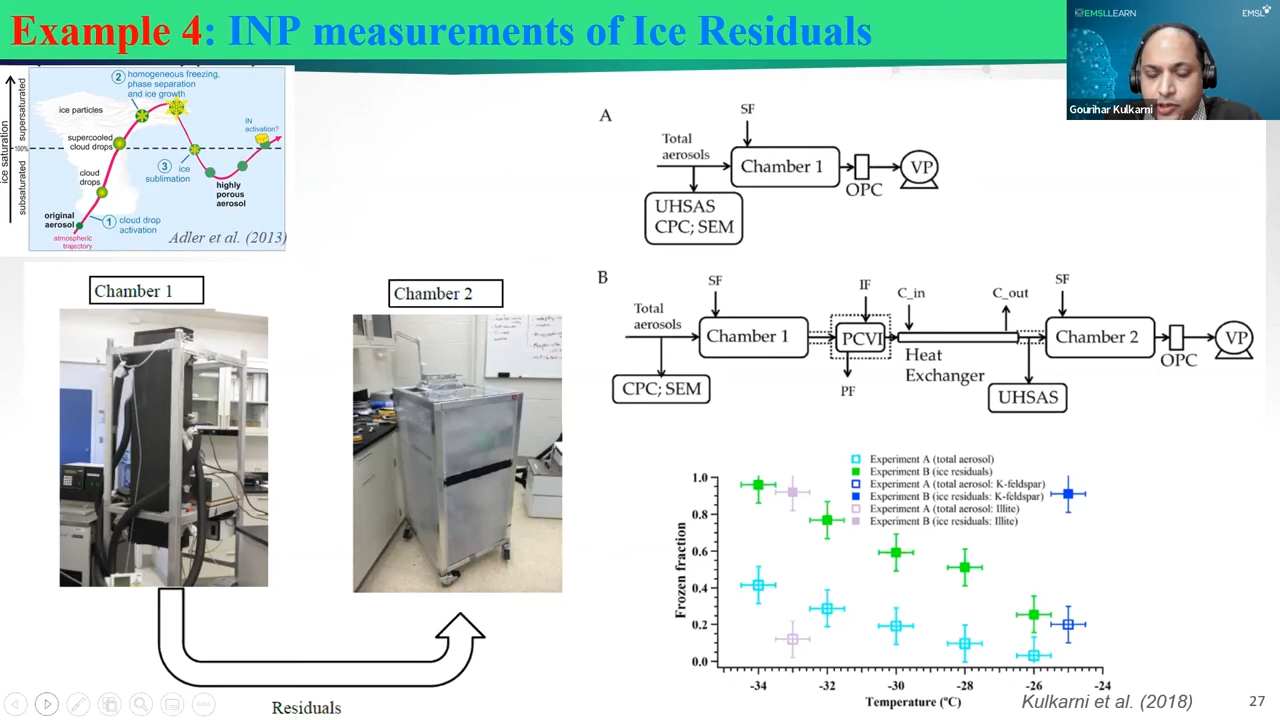 Example 4: INP measurements of Ice Residuals
EMSLLEARN
EMSL
Gourihar Kulkarni
ice saturation
subsaturated
supersaturated
100%
2 homogeneous freezing,
phase separation
and ice growth
ice particles
supercooled
cloud drops
IN
activation?
3 ice
sublimation
cloud
drops
highly
porous
aerosol
original
aerosol
1 cloud drop
activation
atmospheric
trajectory
Adler et al. (2013)
Chamber 1
Chamber 2
Residuals
A
SF
Total
aerosols
Chamber 1
OPC
VP
UHSAS
CPC; SEM
B
SF
IF
C_in
C_out
SF
Total
aerosols
Chamber 1
PCVI
Heat
Exchanger
Chamber 2
OPC
VP
CPC; SEM
PF
UHSAS
Experiment A (total aerosol)
Experiment B (ice residuals)
Experiment A (total aerosol: K-feldspar)
Experiment B (ice residuals: K-feldspar)
Experiment A (total aerosol: Illite)
Experiment B (ice residuals: Illite)
Frozen fraction
1.0
0.8
0.6
0.4
0.2
0.0
-34 -32 -30 -28 -26 -24
Temperature (ºC)
Kulkarni et al. (2018)
27